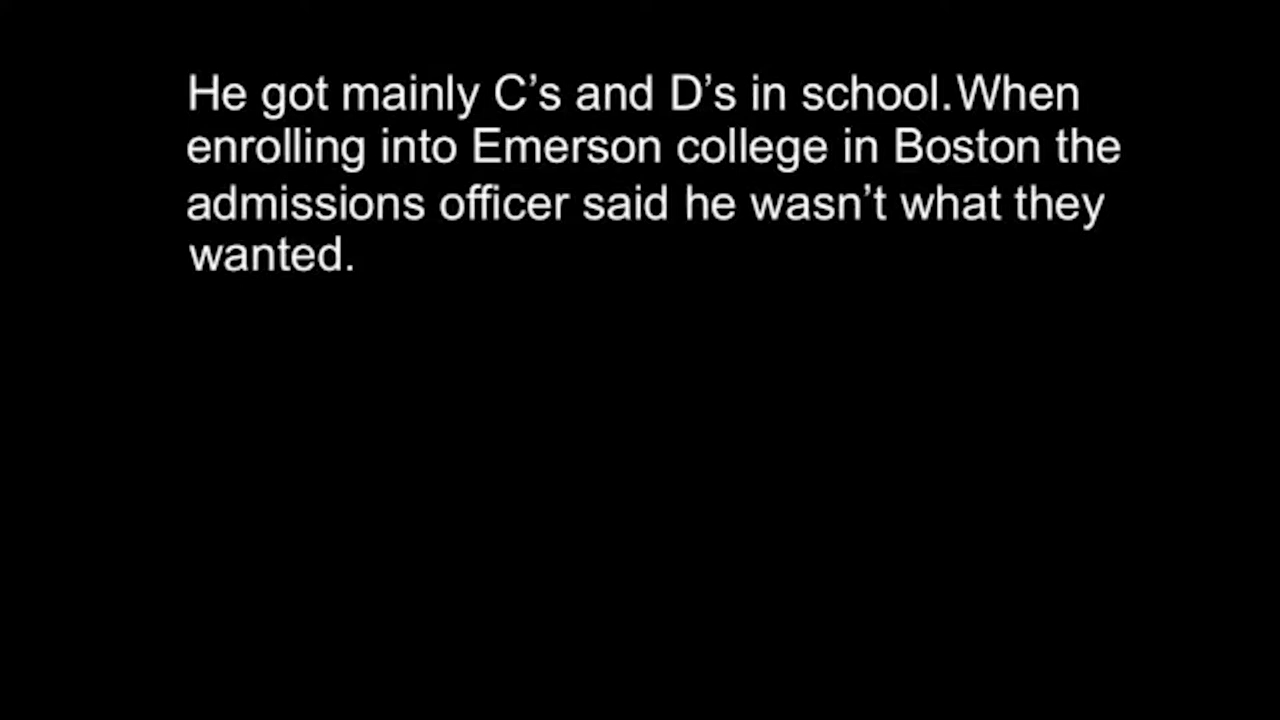 He got mainly C’s and D’s in school.When
enrolling into Emerson college in Boston the
admissions officer said he wasn’t what they
wanted.